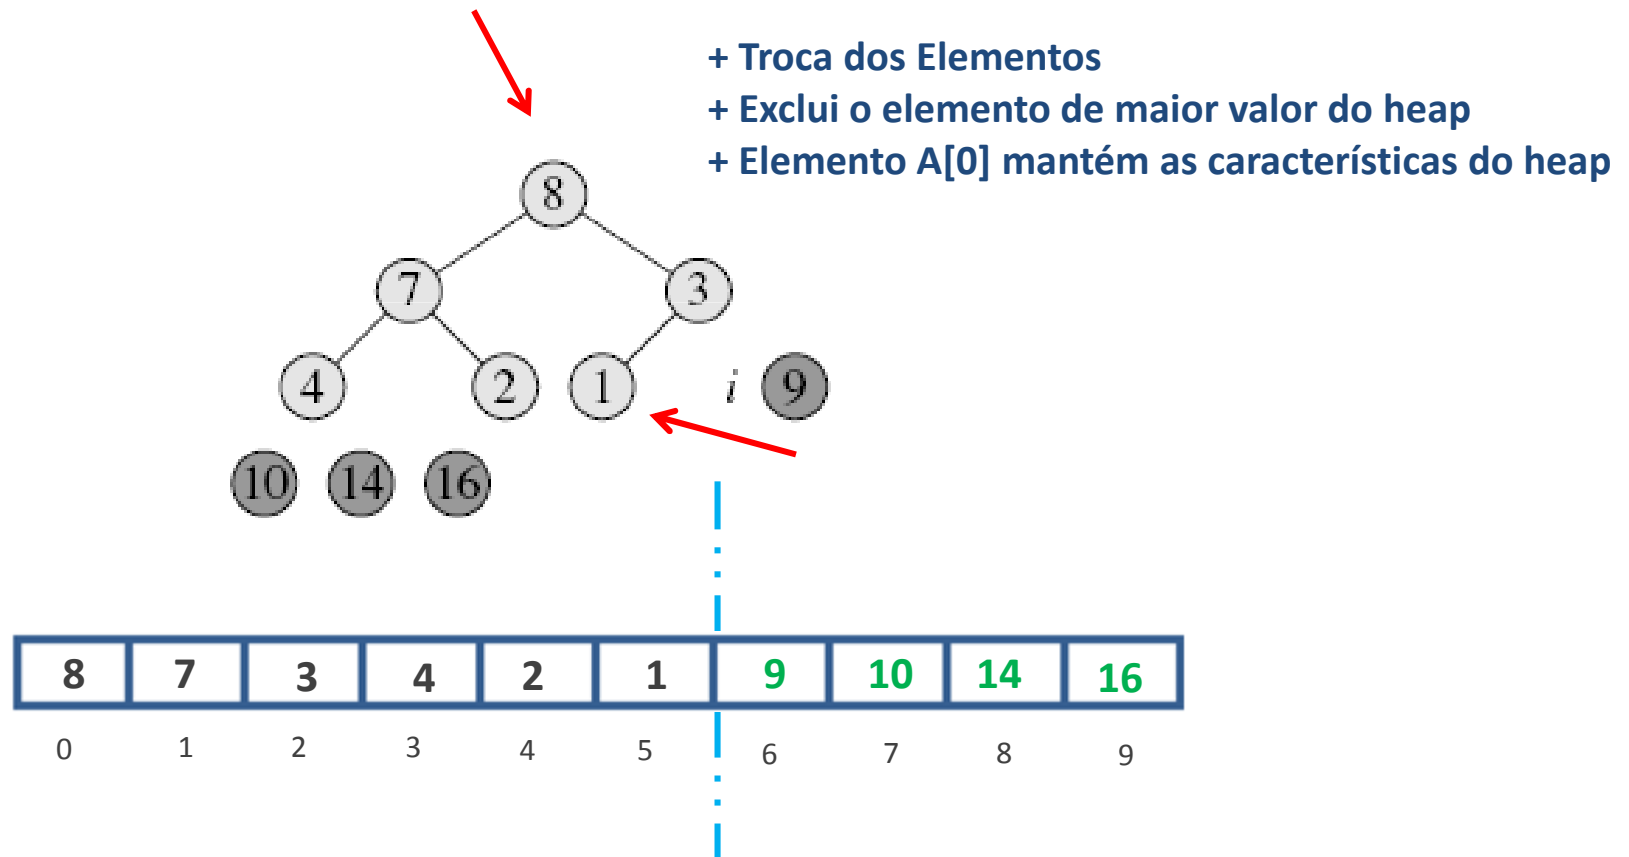 + Troca dos Elementos
+ Exclui o elemento de maior valor do heap
+ Elemento A[0] mantém as características do heap
8
7 3
4 2 1 i 9
10 14 16
8 7 3 4 2 1 9 10 14 16
0 1 2 3 4 5 6 7 8 9